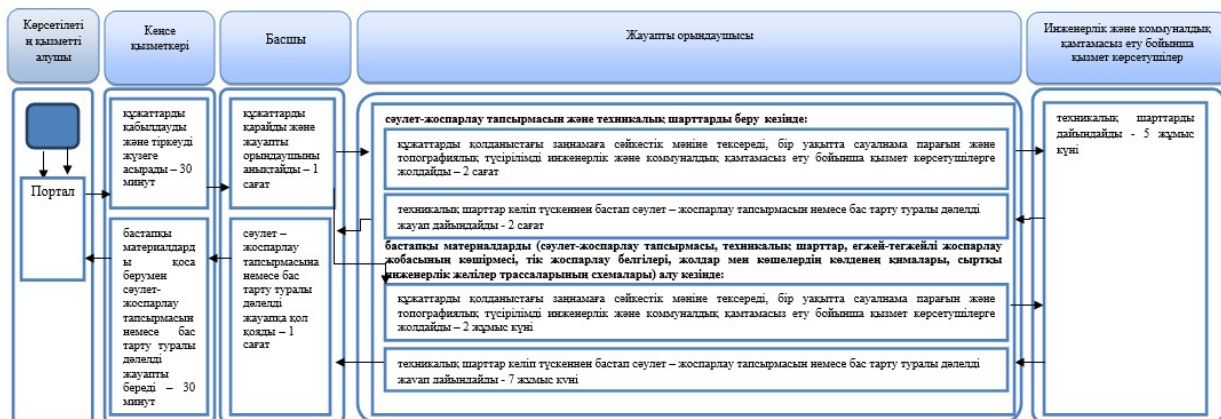 Көрсетілеті
ң қызметті
алушы
Кеңсе
қызметкері
Басшы
Жауапты орындаушысы
Инженерлік және коммуналдық
қамтамасыз ету бойынша
қызмет көрсетушілер
Портал
құжаттарды
қабылдауды
және тіркеуді
жүзеге
асырады – 30
минут
бастапқы
материалдард
ы қоса
берумен
сәулет-
жоспарлау
тапсырмасын
немесе бас
тарту туралы
дәлелді
жауапты
береді – 30
минут
құжаттарды
қарайды және
жауапты
орындаушыны
анықтайды – 1
сағат
сәулет –
жоспарлау
тапсырмасына
немесе бас
тарту туралы
дәлелді
жауапқа қол
қояды – 1
сағат
сәулет-жоспарлау тапсырмасын және техникалық шарттарды беру кезінде:
құжаттарды қолданыстағы заңнамаға сәйкестік мәніне тексереді, бір уақытта сауалнама парағын және
топографиялық түсірілімді инженерлік және коммуналдық қамтамасыз ету бойынша қызмет көрсетушілерге
жолдайды – 2 сағат
техникалық шарттар келіп түскеннен бастап сәулет – жоспарлау тапсырмасын немесе бас тарту туралы дәлелді
жауап дайындайды - 2 сағат
бастапқы материалдарды (сәулет-жоспарлау тапсырмасы, техникалық шарттар, егжей-тегжейлі жоспарлау
жобасының көшірмесі, тік жоспарлау белгілері, жолдар мен көшелердің көлденең қималары, сыртқы
инженерлік желілер трассаларының схемалары) алу кезінде:
құжаттарды қолданыстағы заңнамаға сәйкестік мәніне тексереді, бір уақытта сауалнама парағын және
топографиялық түсірілімді инженерлік және коммуналдық қамтамасыз ету бойынша қызмет көрсетушілерге
жолдайды – 2 жұмыс күні
техникалық шарттар келіп түскеннен бастап сәулет – жоспарлау тапсырмасын немесе бас тарту туралы дәлелді
жауап дайындайды - 7 жұмыс күні
техникалық шарттарды
дайындайды - 5 жұмыс
күні